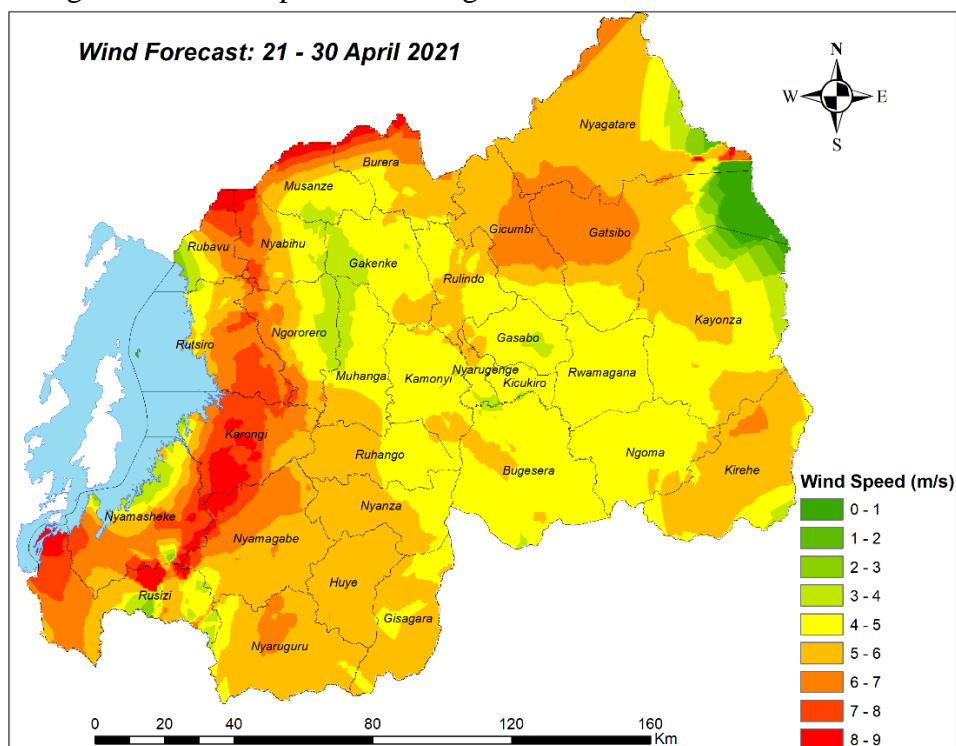 Wind Forecast: 21 - 30 April 2021
N
W E
S
Nyagatare
Burera
Musanze
Gicumbi
Gatsibo
Rubavu
Nyabihu
Gakenke
Rulindo
Kayonza
Rutsiro
Ngororero
Gasabo
Nyarugenge
Muhanga
Kamonyi
Kicukiro
Rwamagana
Karongi
Ruhango
Bugesera
Ngoma
Kirehe
Nyamasheke
Nyanza
Nyamagabe
Huye
Rusizi
Gisagara
Nyaruguru
Wind Speed (m/s)
0 - 1
1 - 2
2 - 3
3 - 4
4 - 5
5 - 6
6 - 7
7 - 8
8 - 9
0 20 40 80 120 160
Km